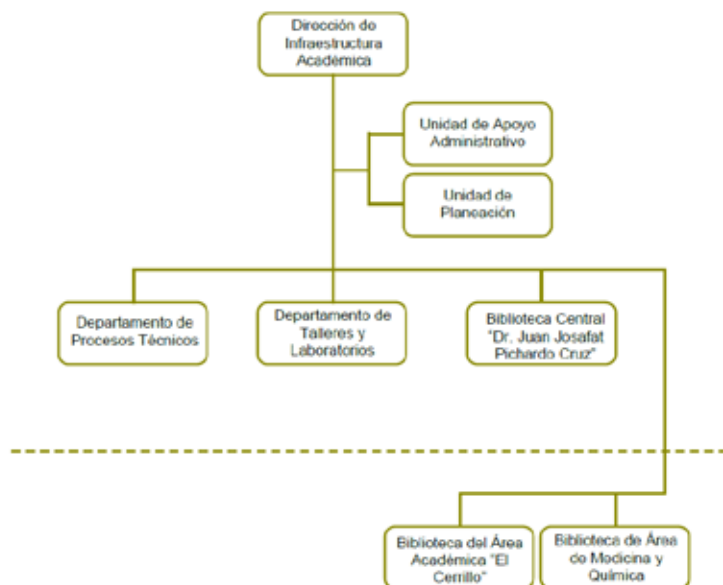 Dirección de
Infraestructura
Académica
Unidad de Apoyo
Administrativo
Unidad de
Planeación
Departamento de
Procesos Técnicos
Departamento de
Talleres y
Laboratorios
Biblioteca Central
"Dr. Juan Josafat
Pichardo Cruz"
Biblioteca del Área
Académica "El
Cerrillo"
Biblioteca de Área
de Medicina y
Química